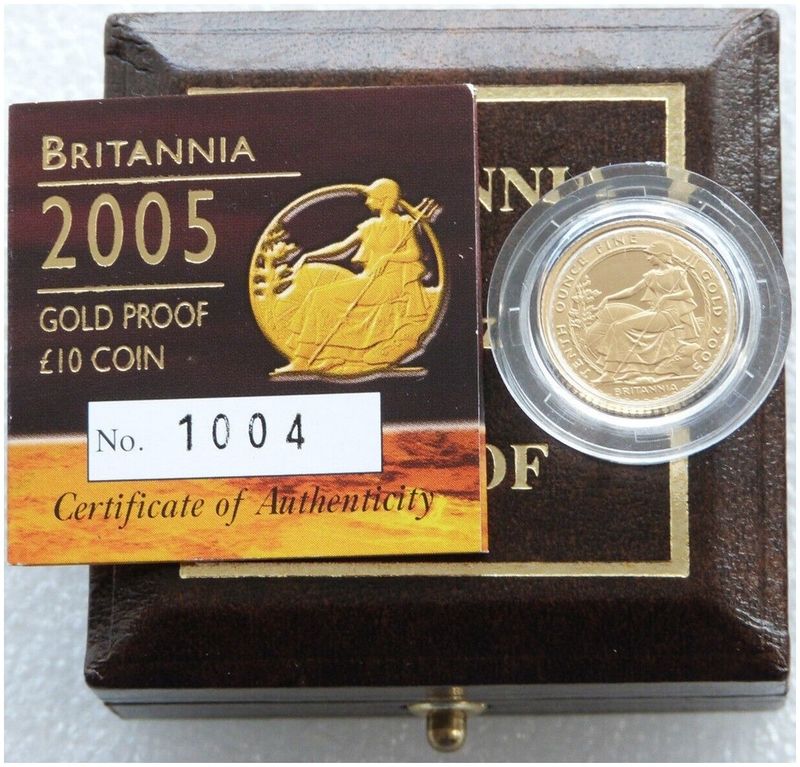 BRITANNIA
2005
GOLD PROOF
£10 COIN
No. 1004
Certificate of Authenticity
TENTH OUNCE FINE GOLD 2005
BRITANNIA